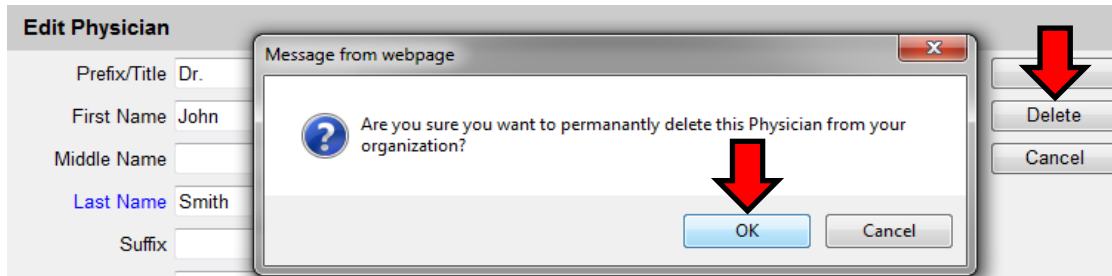 Edit Physician
Message from webpage
Prefix/Title Dr.
First Name John
Delete
Are you sure you want to permanantly delete this Physician from your
organization?
Middle Name
Cancel
Last Name Smith
OK Cancel
Suffix